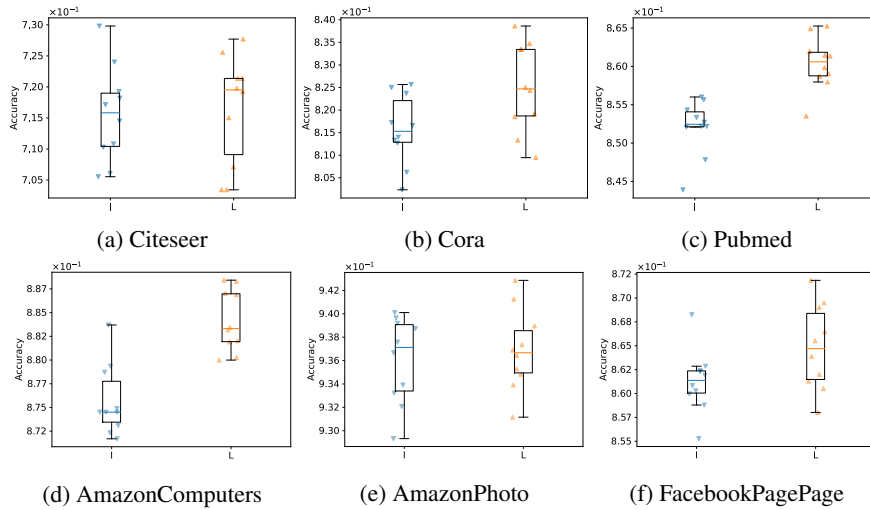 ×10⁻¹ ×10⁻¹ ×10⁻¹
7.30
7.25
7.20
7.15
7.10
7.05
Accuracy
I L
8.40
8.35
8.30
8.25
8.20
8.15
8.10
8.05
Accuracy
I L
8.65
8.60
8.55
8.50
8.45
Accuracy
I L
(a) Citeseer (b) Cora (c) Pubmed
×10⁻¹ ×10⁻¹ ×10⁻¹
8.87
8.85
8.82
8.80
8.77
8.75
8.72
Accuracy
I L
9.42
9.40
9.38
9.36
9.34
9.32
9.30
Accuracy
I L
8.72
8.70
8.68
8.65
8.62
8.60
8.57
8.55
Accuracy
I L
(d) AmazonComputers (e) AmazonPhoto (f) FacebookPagePage